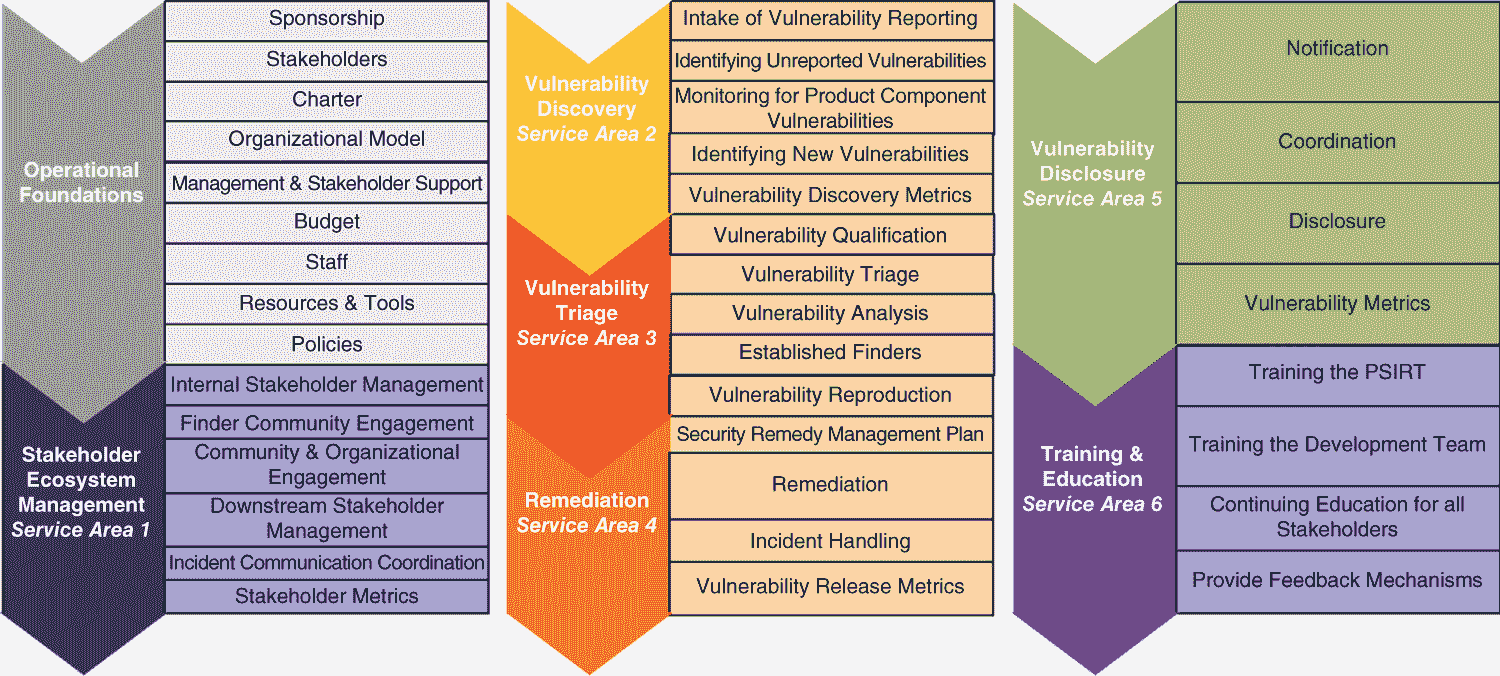 Operational
Foundations
Sponsorship
Stakeholders
Charter
Organizational Model
Management & Stakeholder Support
Budget
Staff
Resources & Tools
Policies
Stakeholder
Ecosystem
Management
Service Area 1
Internal Stakeholder Management
Finder Community Engagement
Community & Organizational
Engagement
Downstream Stakeholder
Management
Incident Communication Coordination
Stakeholder Metrics
Vulnerability
Discovery
Service Area 2
Intake of Vulnerability Reporting
Identifying Unreported Vulnerabilities
Monitoring for Product Component
Vulnerabilities
Identifying New Vulnerabilities
Vulnerability Discovery Metrics
Vulnerability
Triage
Service Area 3
Vulnerability Qualification
Vulnerability Triage
Vulnerability Analysis
Established Finders
Vulnerability Reproduction
Remediation
Service Area 4
Security Remedy Management Plan
Remediation
Incident Handling
Vulnerability Release Metrics
Vulnerability
Disclosure
Service Area 5
Notification
Coordination
Disclosure
Vulnerability Metrics
Training &
Education
Service Area 6
Training the PSIRT
Training the Development Team
Continuing Education for all
Stakeholders
Provide Feedback Mechanisms